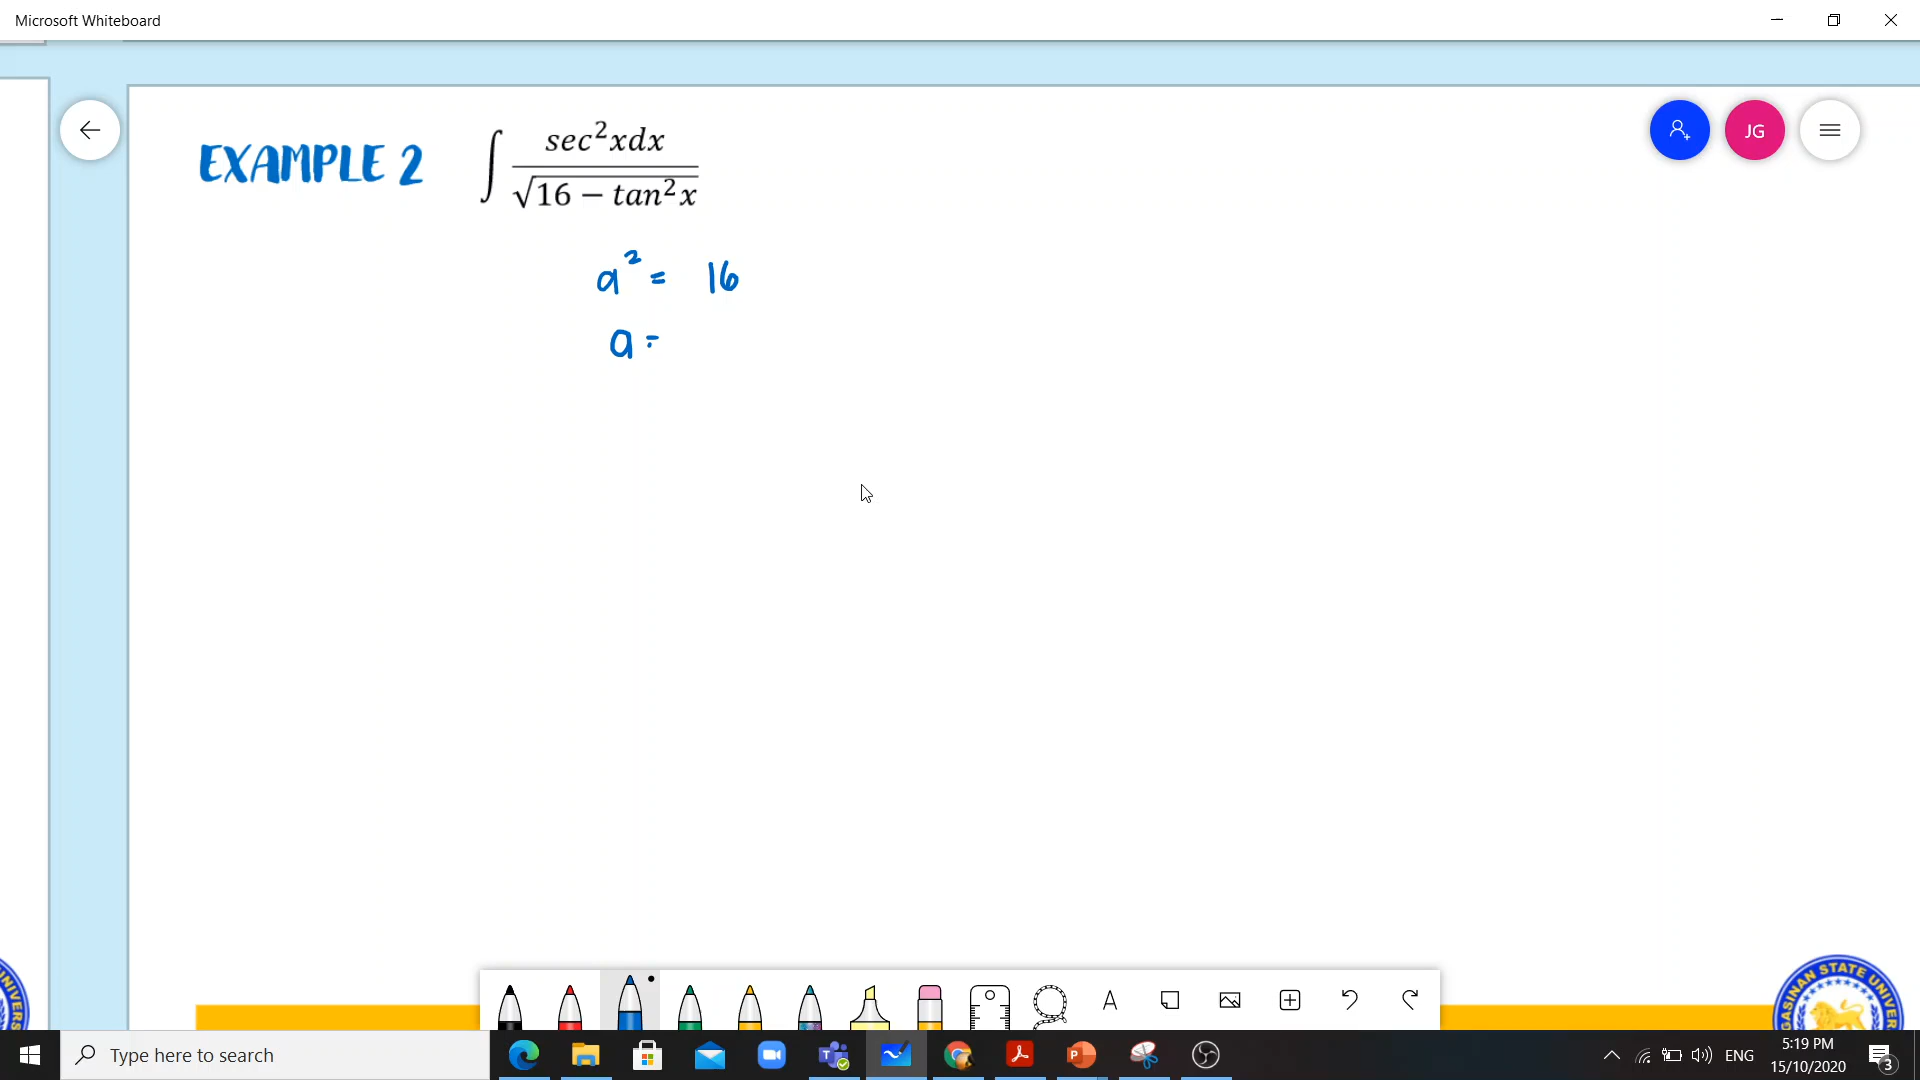 Microsoft Whiteboard
JG
EXAMPLE 2 ∫ sec²xdx / √16 − tan²x
a² = 16
a =
A
Type here to search
ENG
5:19 PM
15/10/2020
3